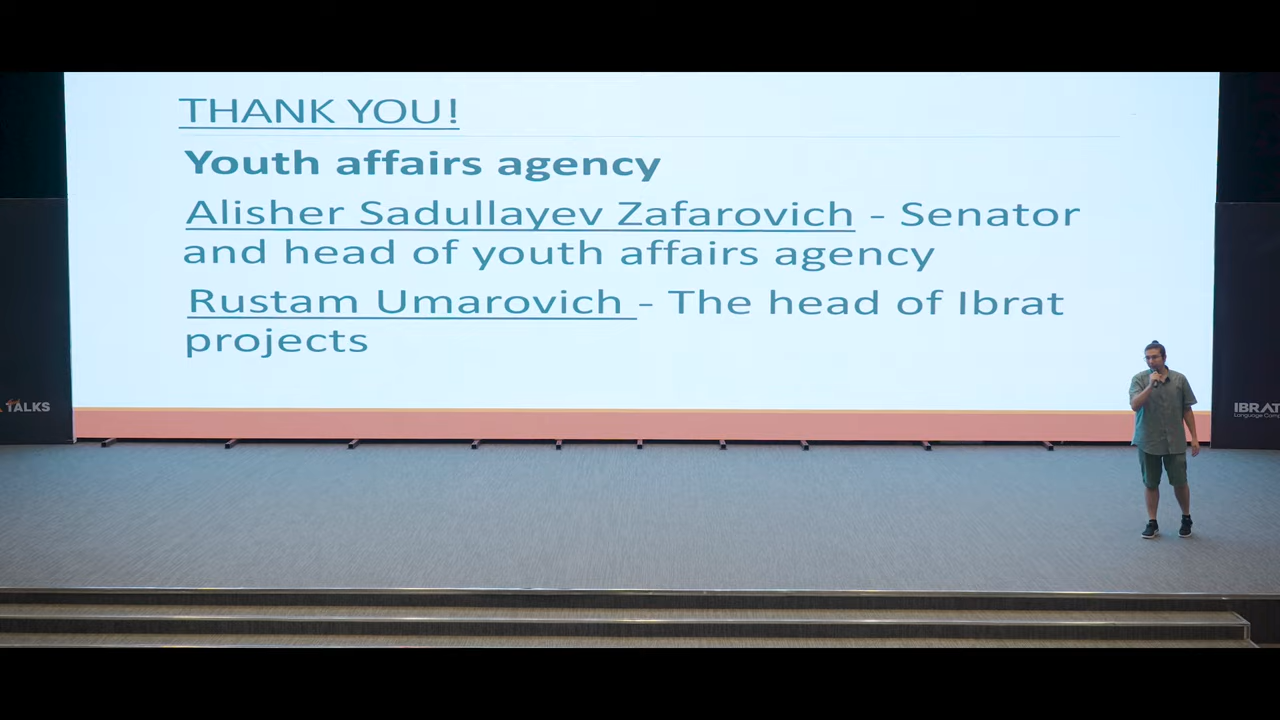 THANK YOU!
Youth affairs agency
Alisher Sadullayev Zafarovich - Senator
and head of youth affairs agency
Rustam Umarovich - The head of Ibrat
projects
TALKS
IBRAT
Language